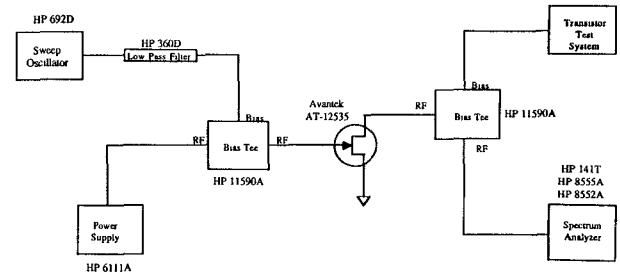 HP 692D
Sweep
Oscillator
HP 360D
Low Pass Filter
Transistor
Test
System
Bias
RF
Bias Tee
RF
HP 11590A
Avantek
AT-12535
Bias
RF
Bias Tee
HP 11590A
RF
Power
Supply
HP 6111A
HP 141T
HP 8555A
HP 8552A
Spectrum
Analyzer